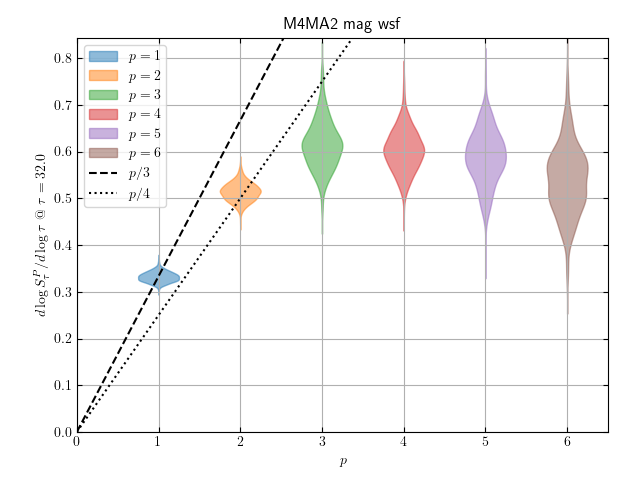 M4MA2 mag wsf
d log S_τ^P / d log τ @ τ = 32.0
0.8
0.7
0.6
0.5
0.4
0.3
0.2
0.1
0.0
p = 1
p = 2
p = 3
p = 4
p = 5
p = 6
p/3
p/4
0 1 2 3 4 5 6
p